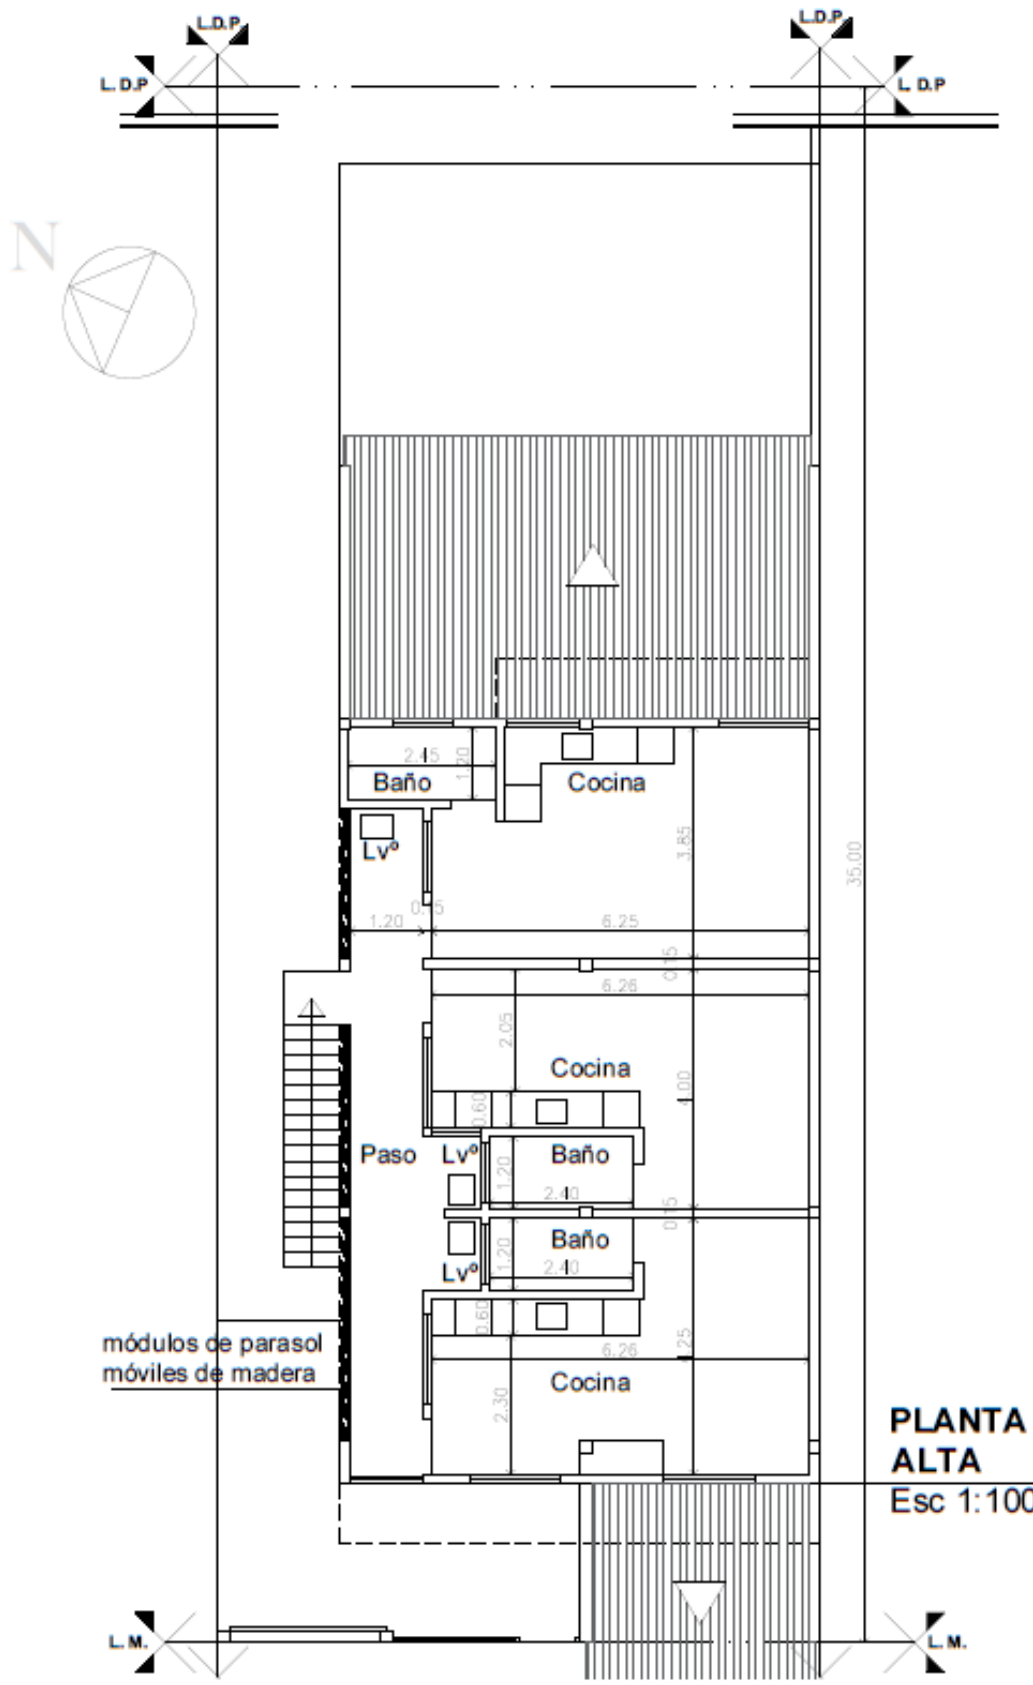 L.D.P.
L.D.P.
L. D.P
L. D.P
N
2.45
1.20
Baño
Cocina
Lvº
3.85
35.00
0.15
1.20
6.25
0.15
6.26
2.05
Cocina
4.00
0.60
Paso
Lvº
Baño
1.20
2.40
0.15
Baño
1.20
Lvº
2.40
0.60
módulos de parasol
móviles de madera
6.26
4.25
Cocina
2.30
PLANTA
ALTA
Esc 1:100
L. M.
L. M.